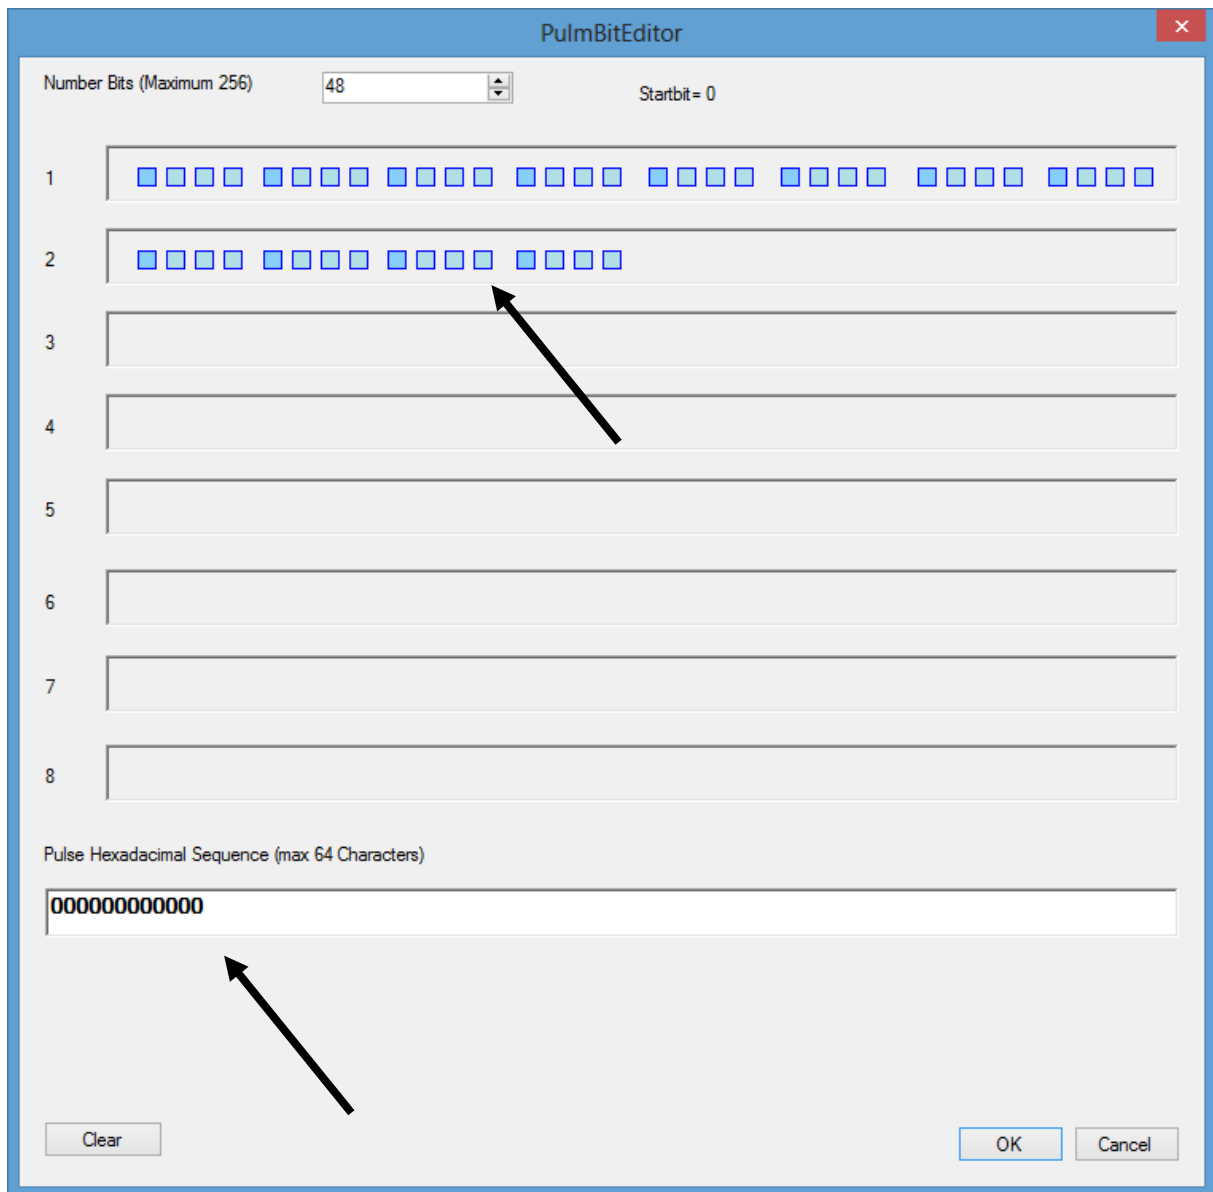 PulmBitEditor
Number Bits (Maximum 256)
48
Startbit= 0
1
2
3
4
5
6
7
8
Pulse Hexadacimal Sequence (max 64 Characters)
000000000000
Clear
OK
Cancel